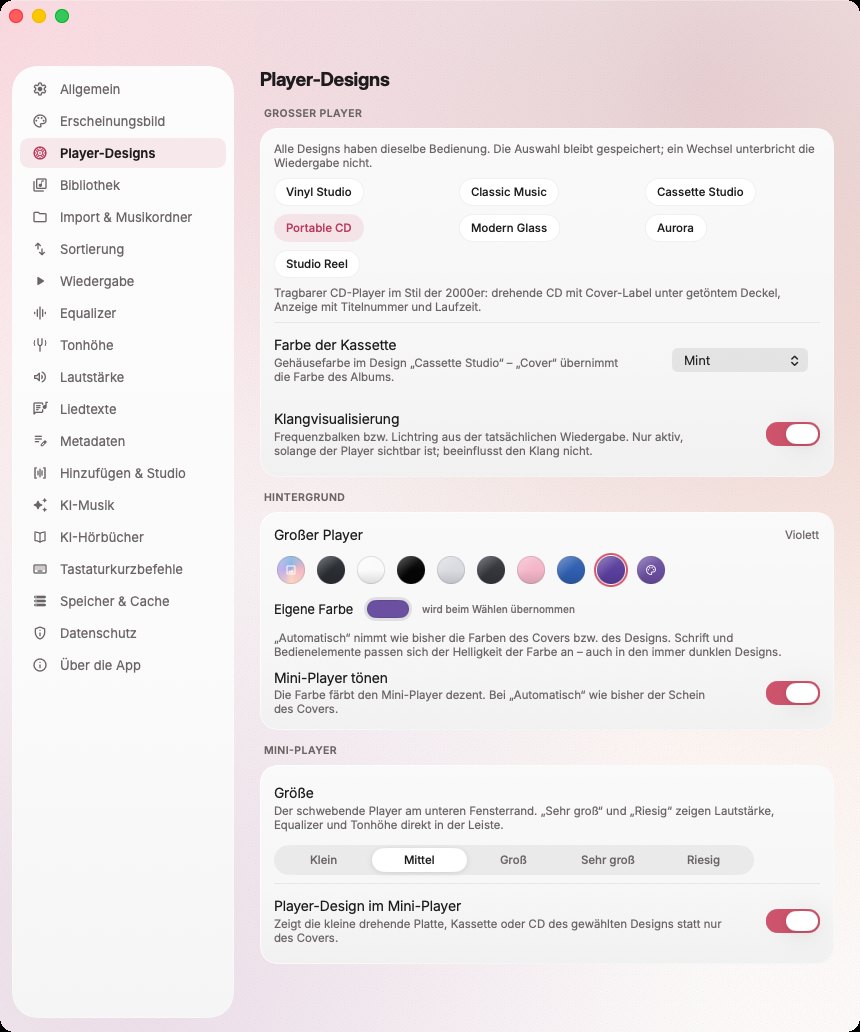 Allgemein
Erscheinungsbild
Player-Designs
Bibliothek
Import & Musikordner
Sortierung
Wiedergabe
Equalizer
Tonhöhe
Lautstärke
Liedtexte
Metadaten
Hinzufügen & Studio
KI-Musik
KI-Hörbücher
Tastaturkurzbefehle
Speicher & Cache
Datenschutz
Über die App
Player-Designs
GROSSER PLAYER
Alle Designs haben dieselbe Bedienung. Die Auswahl bleibt gespeichert; ein Wechsel unterbricht die
Wiedergabe nicht.
Vinyl Studio
Classic Music
Cassette Studio
Portable CD
Modern Glass
Aurora
Studio Reel
Tragbarer CD-Player im Stil der 2000er: drehende CD mit Cover-Label unter getöntem Deckel,
Anzeige mit Titelnummer und Laufzeit.
Farbe der Kassette
Gehäusefarbe im Design „Cassette Studio“ – „Cover“ übernimmt
die Farbe des Albums.
Mint
Klangvisualisierung
Frequenzbalken bzw. Lichtring aus der tatsächlichen Wiedergabe. Nur aktiv,
solange der Player sichtbar ist; beeinflusst den Klang nicht.
HINTERGRUND
Großer Player
Violett
Eigene Farbe
wird beim Wählen übernommen
„Automatisch“ nimmt wie bisher die Farben des Covers bzw. des Designs. Schrift und
Bedienelemente passen sich der Helligkeit der Farbe an – auch in den immer dunklen Designs.
Mini-Player tönen
Die Farbe färbt den Mini-Player dezent. Bei „Automatisch“ wie bisher der Schein
des Covers.
MINI-PLAYER
Größe
Der schwebende Player am unteren Fensterrand. „Sehr groß“ und „Riesig“ zeigen Lautstärke,
Equalizer und Tonhöhe direkt in der Leiste.
Klein
Mittel
Groß
Sehr groß
Riesig
Player-Design im Mini-Player
Zeigt die kleine drehende Platte, Kassette oder CD des gewählten Designs statt nur
des Covers.